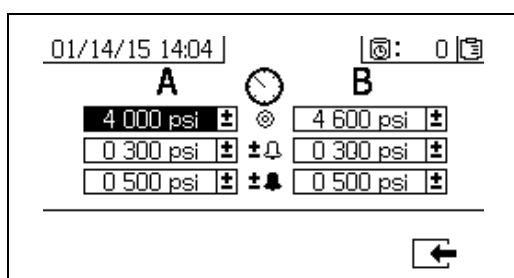 01/14/15 14:04 : 0
A B
4 000 psi ± 4 600 psi ±
0 300 psi ± ± 0 300 psi ±
0 500 psi ± ± 0 500 psi ±